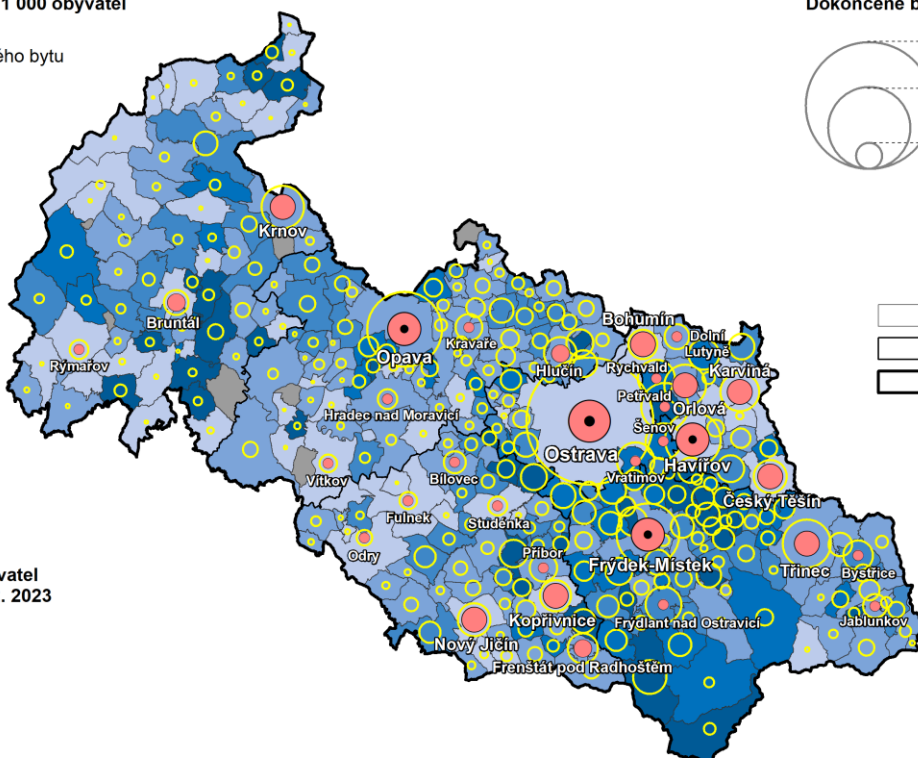 1 000 obyvatel
Dokončené b
ého bytu
Krnov
Bruntál
Rýmařov
Opava
Kravaře
Hlučín
Bohumín
Dolní
Lutyně
Rychvald
Karviná
Petřvald
Orlová
Šenov
Hradec nad Moravicí
Ostrava
Havířov
Vratimov
Český Těšín
Vítkov
Bílovec
Fulnek
Studénka
Odry
Příbor
Frýdek-Místek
Třinec
Bystřice
Jablunkov
Kopřivnice
Frýdlant nad Ostravicí
Nový Jičín
Frenštát pod Radhoštěm
vatel
. 2023